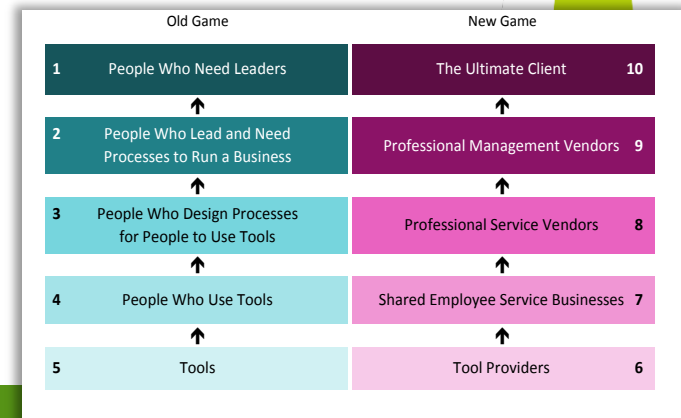 Old Game
New Game
1 People Who Need Leaders
The Ultimate Client 10
2 People Who Lead and Need
Processes to Run a Business
Professional Management Vendors 9
3 People Who Design Processes
for People to Use Tools
Professional Service Vendors 8
4 People Who Use Tools
Shared Employee Service Businesses 7
5 Tools
Tool Providers 6